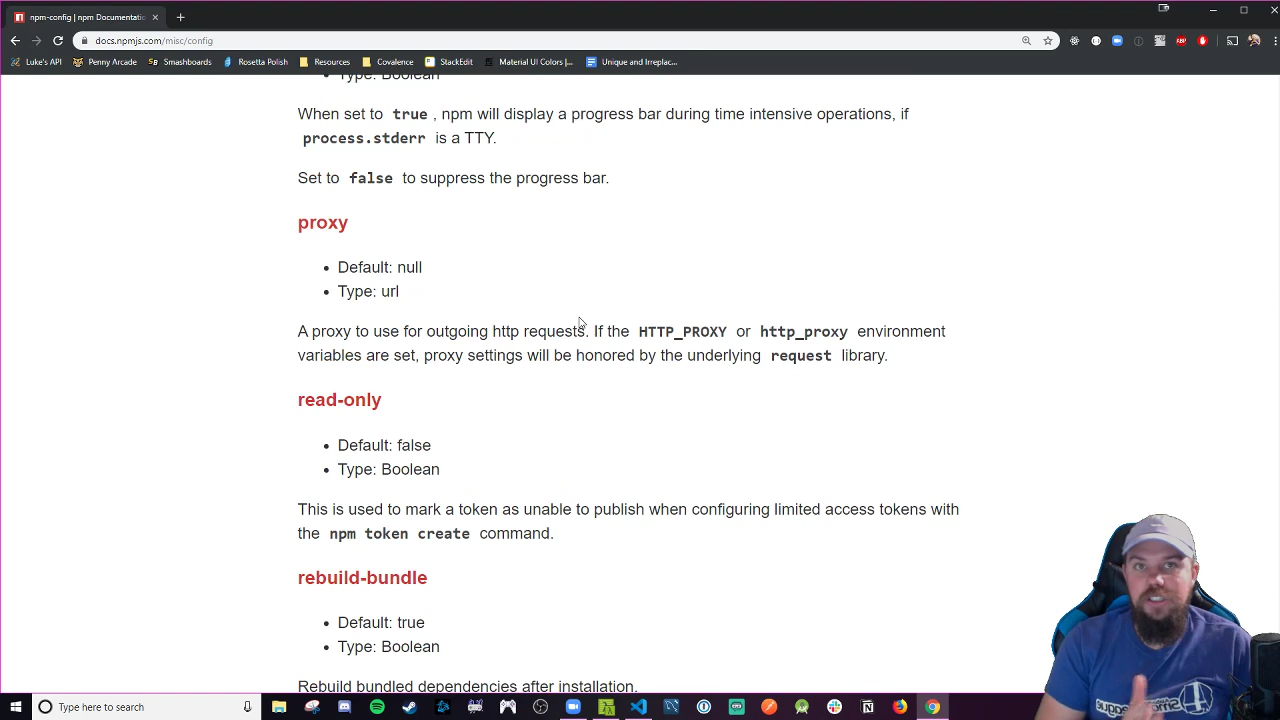 npm-config | npm Documentatio
docs.npmjs.com/misc/config
Luke's API
Penny Arcade
Smashboards
Rosetta Polish
Resources
Covalence
StackEdit
Material UI Colors |...
Unique and Irreplac...
Type: Boolean
When set to true , npm will display a progress bar during time intensive operations, if
process.stderr is a TTY.
Set to false to suppress the progress bar.
proxy
• Default: null
• Type: url
A proxy to use for outgoing http requests. If the HTTP_PROXY or http_proxy environment
variables are set, proxy settings will be honored by the underlying request library.
read-only
• Default: false
• Type: Boolean
This is used to mark a token as unable to publish when configuring limited access tokens with
the npm token create command.
rebuild-bundle
• Default: true
• Type: Boolean
Rebuild bundled dependencies after installation.
Type here to search